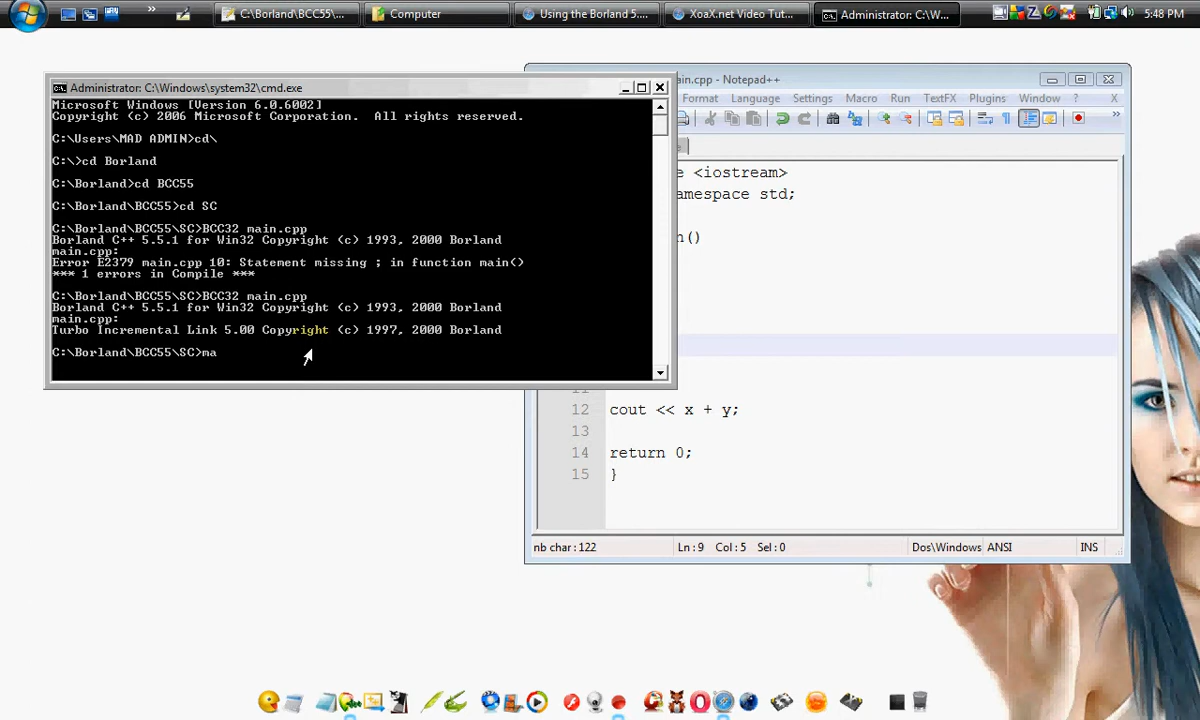 C:\Borland\BCC55\...
Computer
Using the Borland 5....
XoaX.net Video Tut...
Administrator: C:\W...
5:48 PM
Administrator: C:\Windows\system32\cmd.exe
Microsoft Windows [Version 6.0.6002]
Copyright (c) 2006 Microsoft Corporation.  All rights reserved.
C:\Users\MAD ADMIN>cd\
C:\>cd Borland
C:\Borland>cd BCC55
C:\Borland\BCC55>cd SC
C:\Borland\BCC55\SC>BCC32 main.cpp
Borland C++ 5.5.1 for Win32 Copyright (c) 1993, 2000 Borland
main.cpp:
Error E2379 main.cpp 10: Statement missing ; in function main()
*** 1 errors in Compile ***
C:\Borland\BCC55\SC>BCC32 main.cpp
Borland C++ 5.5.1 for Win32 Copyright (c) 1993, 2000 Borland
main.cpp:
Turbo Incremental Link 5.00 Copyright (c) 1997, 2000 Borland
C:\Borland\BCC55\SC>ma
ain.cpp - Notepad++
Format Language Settings Macro Run TextFX Plugins Window ? X
e <iostream>
amespace std;
n()
12 cout << x + y;
13
14 return 0;
15 }
nb char : 122 Ln : 9 Col : 5 Sel : 0 Dos\Windows ANSI INS